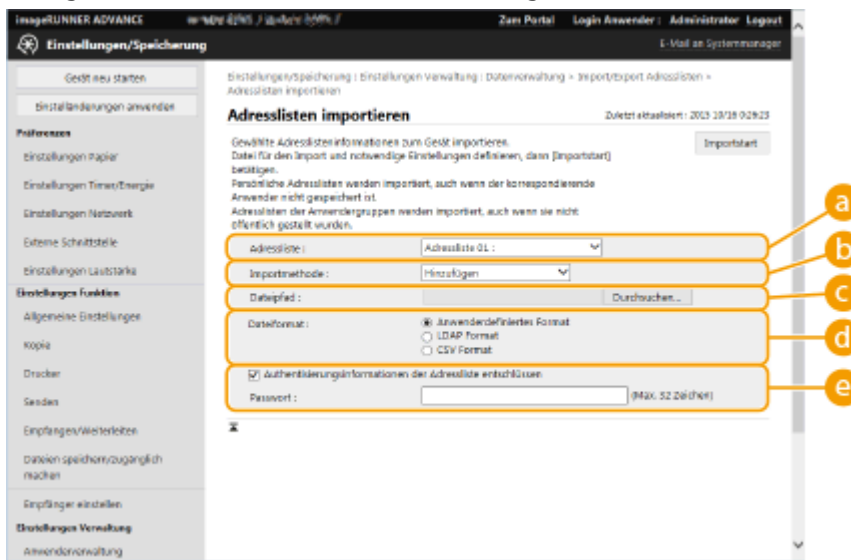 imageRUNNER ADVANCE
Zum Portal Login Anwender : Administrator Logout
Einstellungen/Speicherung
E-Mail an Systemmanager
Gerät neu starten
Einstelländerungen anwenden
Präferenzen
Einstellungen Papier
Einstellungen Timer/Energie
Einstellungen Netzwerk
Externe Schnittstelle
Einstellungen Lautstärke
Einstellungen Funktion
Allgemeine Einstellungen
Kopie
Drucker
Senden
Empfangen/Weiterleiten
Dateien speichern/zugänglich
machen
Empfänger einstellen
Einstellungen Verwaltung
Anwenderverwaltung
Einstellungen/Speicherung : Einstellungen Verwaltung : Datenverwaltung > Import/Export Adresslisten >
Adresslisten importieren
Adresslisten importieren
Zuletzt aktualisiert : 2015 10/16 0:26:23
Gewählte Adresslisteninformationen zum Gerät importieren.
Importstart
Datei für den Import und notwendige Einstellungen definieren, dann [Importstart]
betätigen.
Persönliche Adresslisten werden importiert, auch wenn der korrespondierende
Anwender nicht gespeichert ist.
Adresslisten der Anwendergruppen werden importiert, auch wenn sie nicht
öffentlich gestellt wurden.
Adressliste : Adressliste 01 :
a
Importmethode : Hinzufügen
b
Dateipfad : Durchsuchen...
c
Dateiformat : Anwenderdefiniertes Format
LDAP Format
CSV Format
d
Authentisierungsinformationen der Adressliste entschlüssen
Passwort : (Max. 32 Zeichen)
e